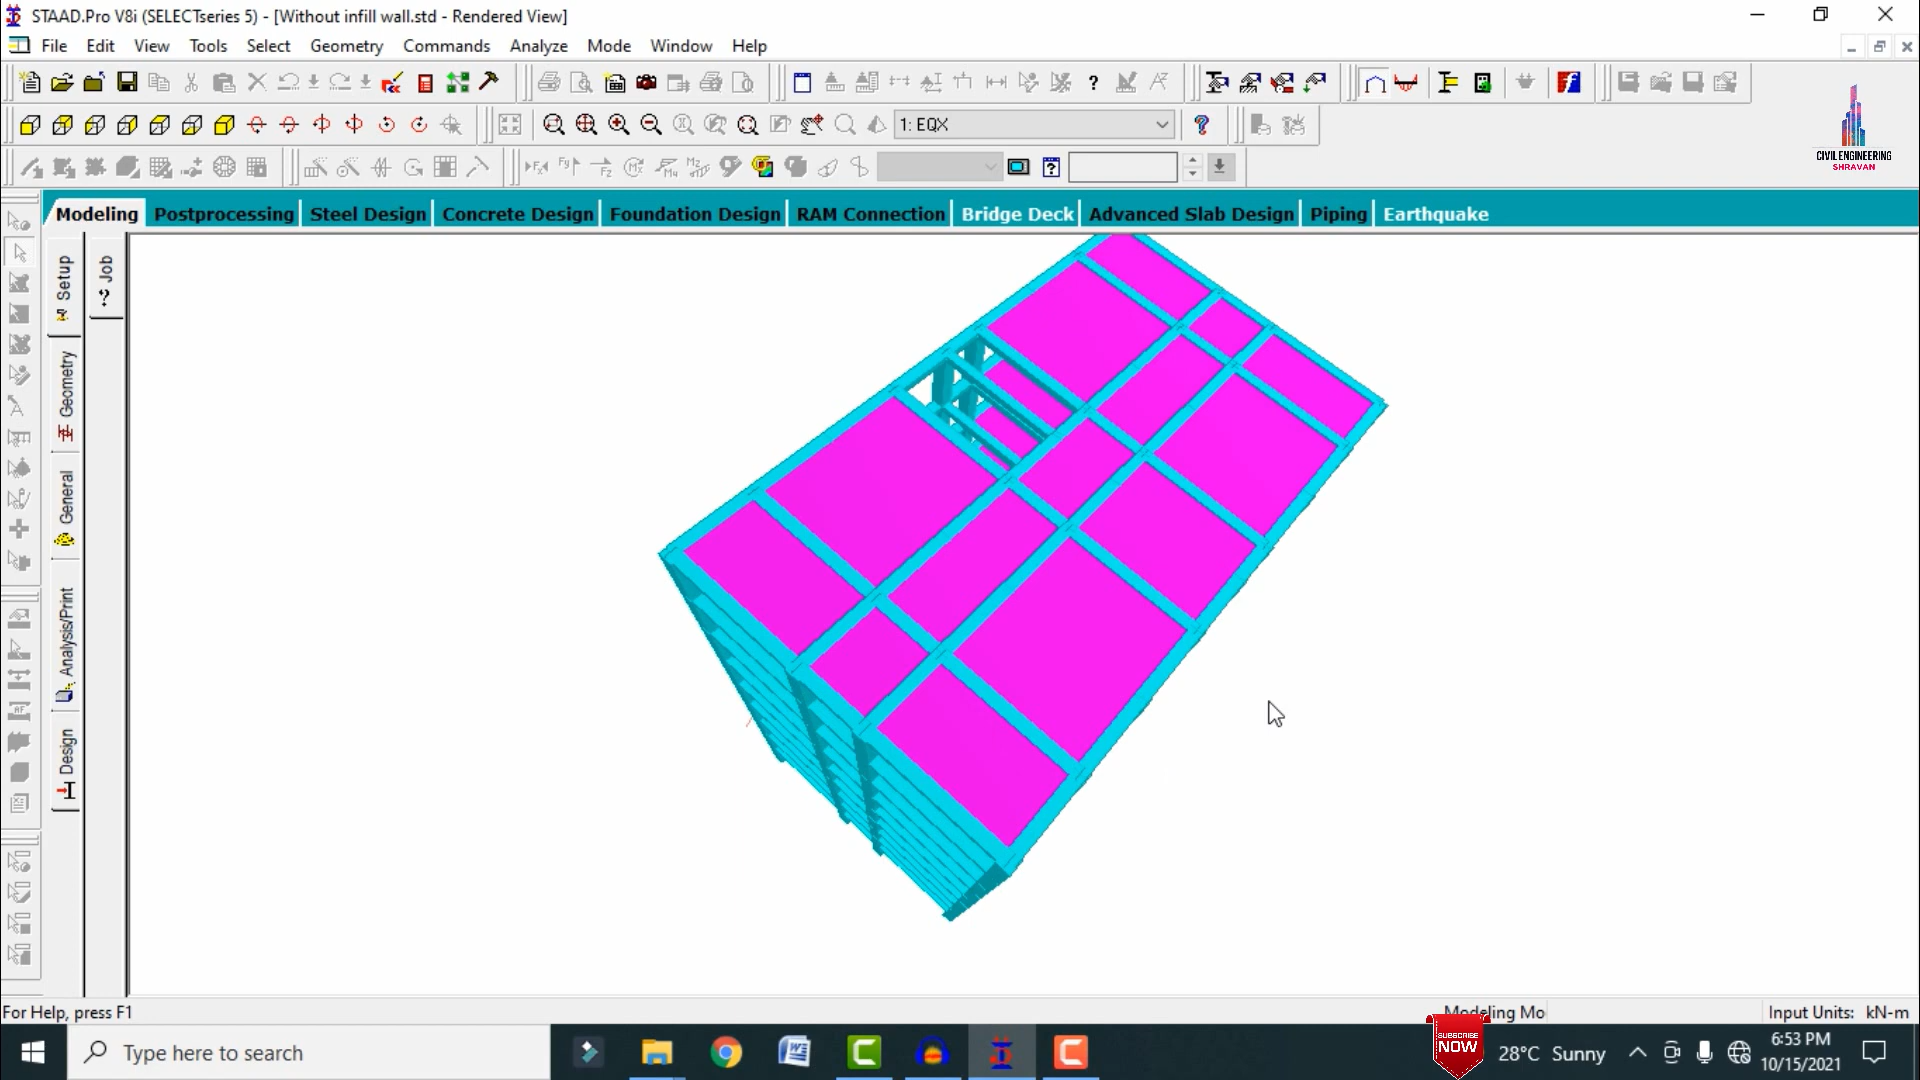 STAAD.Pro V8i (SELECTseries 5) - [Without infill wall.std - Rendered View]
File Edit View Tools Select Geometry Commands Analyze Mode Window Help
1: EQX
CIVIL ENGINEERING
SHRAVAN
Modeling Postprocessing Steel Design Concrete Design Foundation Design RAM Connection Bridge Deck Advanced Slab Design Piping Earthquake
Setup
Job
Geometry
General
Analysis/Print
Design
For Help, press F1
Modeling Mo
Input Units: kN-m
Type here to search
SUBSCRIBE
NOW
28°C Sunny
6:53 PM
10/15/2021